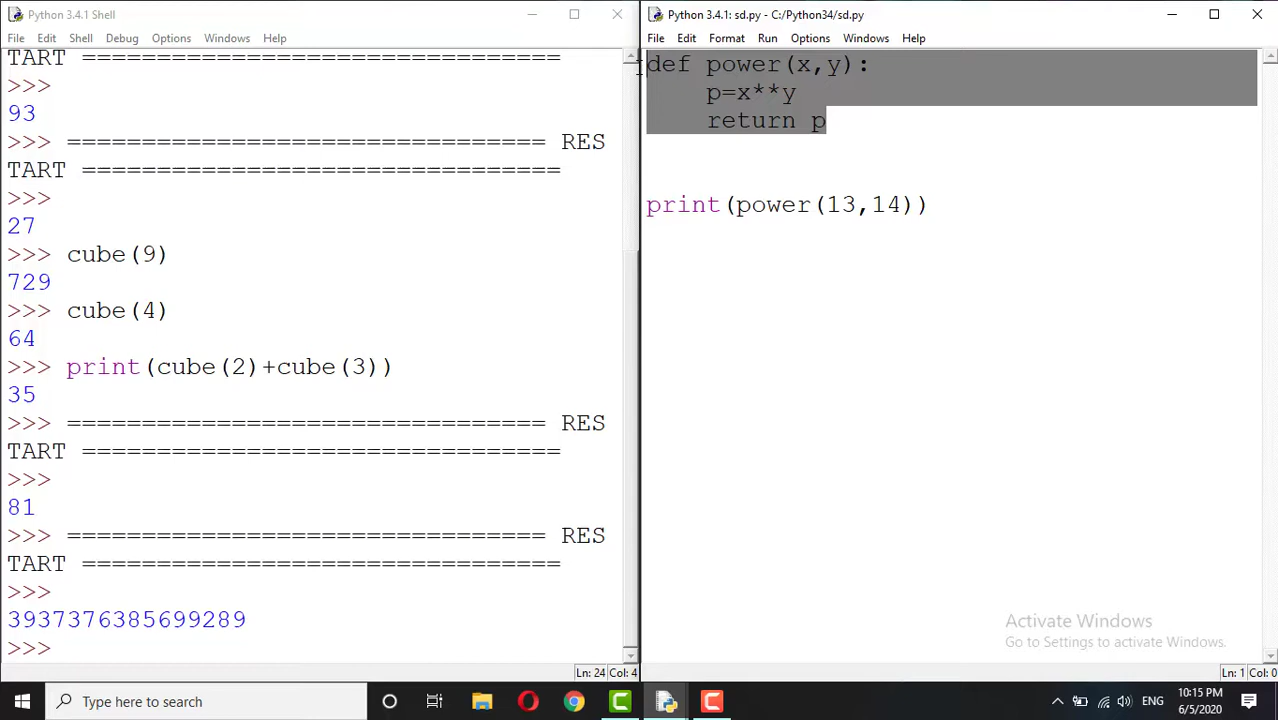 Python 3.4.1 Shell
File Edit Shell Debug Options Windows Help
TART ================================
>>>
93
>>> =============================== RES
TART ================================
>>>
27
>>> cube(9)
729
>>> cube(4)
64
>>> print(cube(2)+cube(3))
35
>>> ================================ RES
TART ================================
>>>
81
>>> ================================ RES
TART ================================
>>>
3937376385699289
>>>
Ln: 24 Col: 4
Python 3.4.1: sd.py - C:/Python34/sd.py
File Edit Format Run Options Windows Help
def power(x,y):
    p=x**y
    return p
print(power(13,14))
Activate Windows
Go to Settings to activate Windows.
Ln: 1 Col: 0
Type here to search
ENG
10:15 PM
6/5/2020